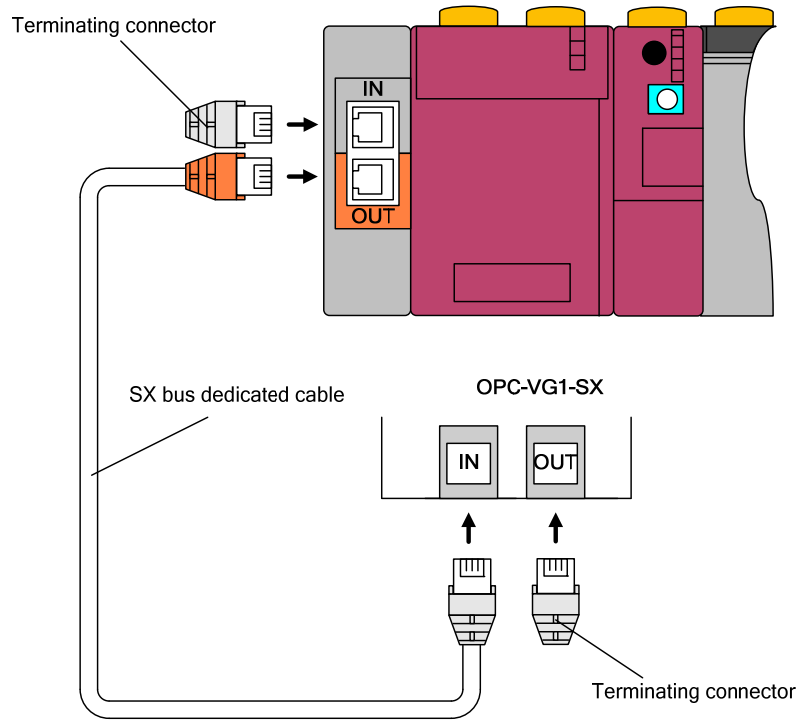 Terminating connector
IN
OUT
SX bus dedicated cable
OPC-VG1-SX
IN
OUT
Terminating connector